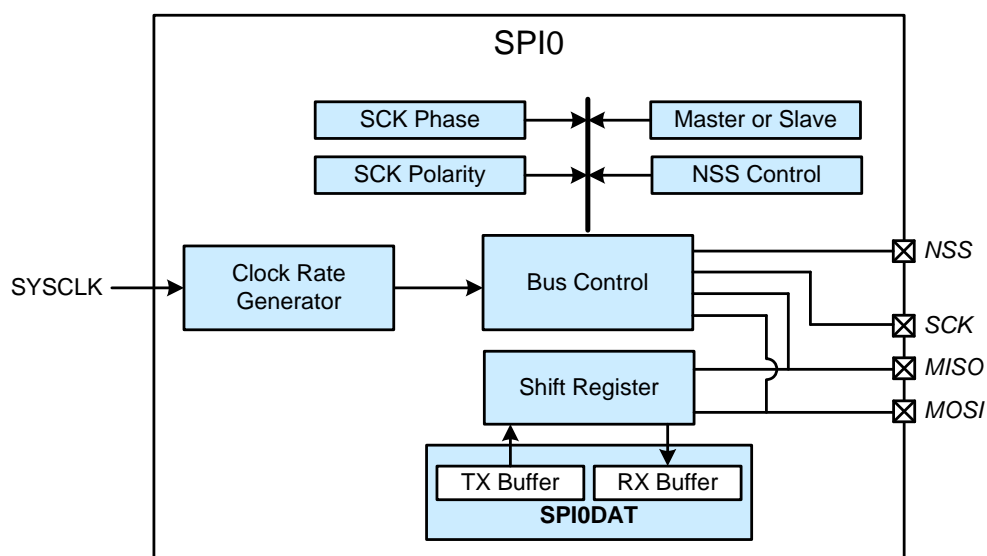 SPI0
SCK Phase
Master or Slave
SCK Polarity
NSS Control
SYSCLK
Clock Rate
Generator
Bus Control
NSS
SCK
Shift Register
MISO
MOSI
TX Buffer
RX Buffer
SPI0DAT